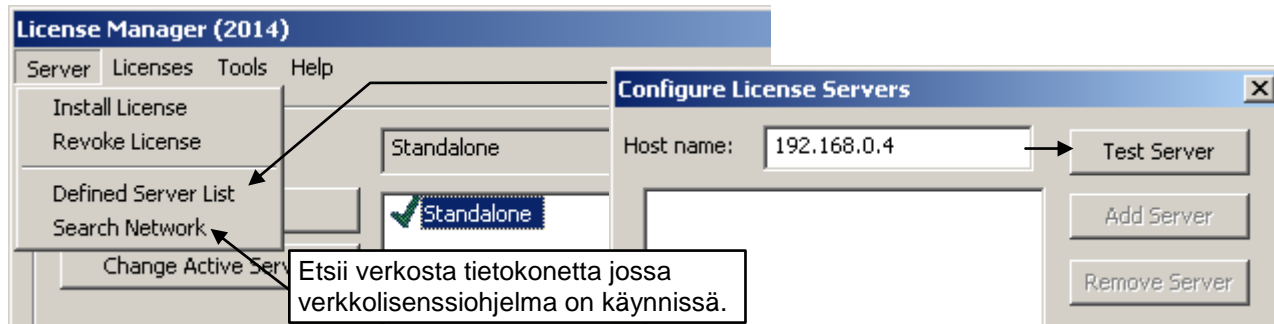 License Manager (2014)
Server Licenses Tools Help
Install License
Revoke License
Defined Server List
Search Network
Standalone
Standalone
Change Active Serv
Etsii verkosta tietokonetta jossa
verkkolisenssiohjelma on käynnissä.
Configure License Servers
Host name: 192.168.0.4 Test Server
Add Server
Remove Server